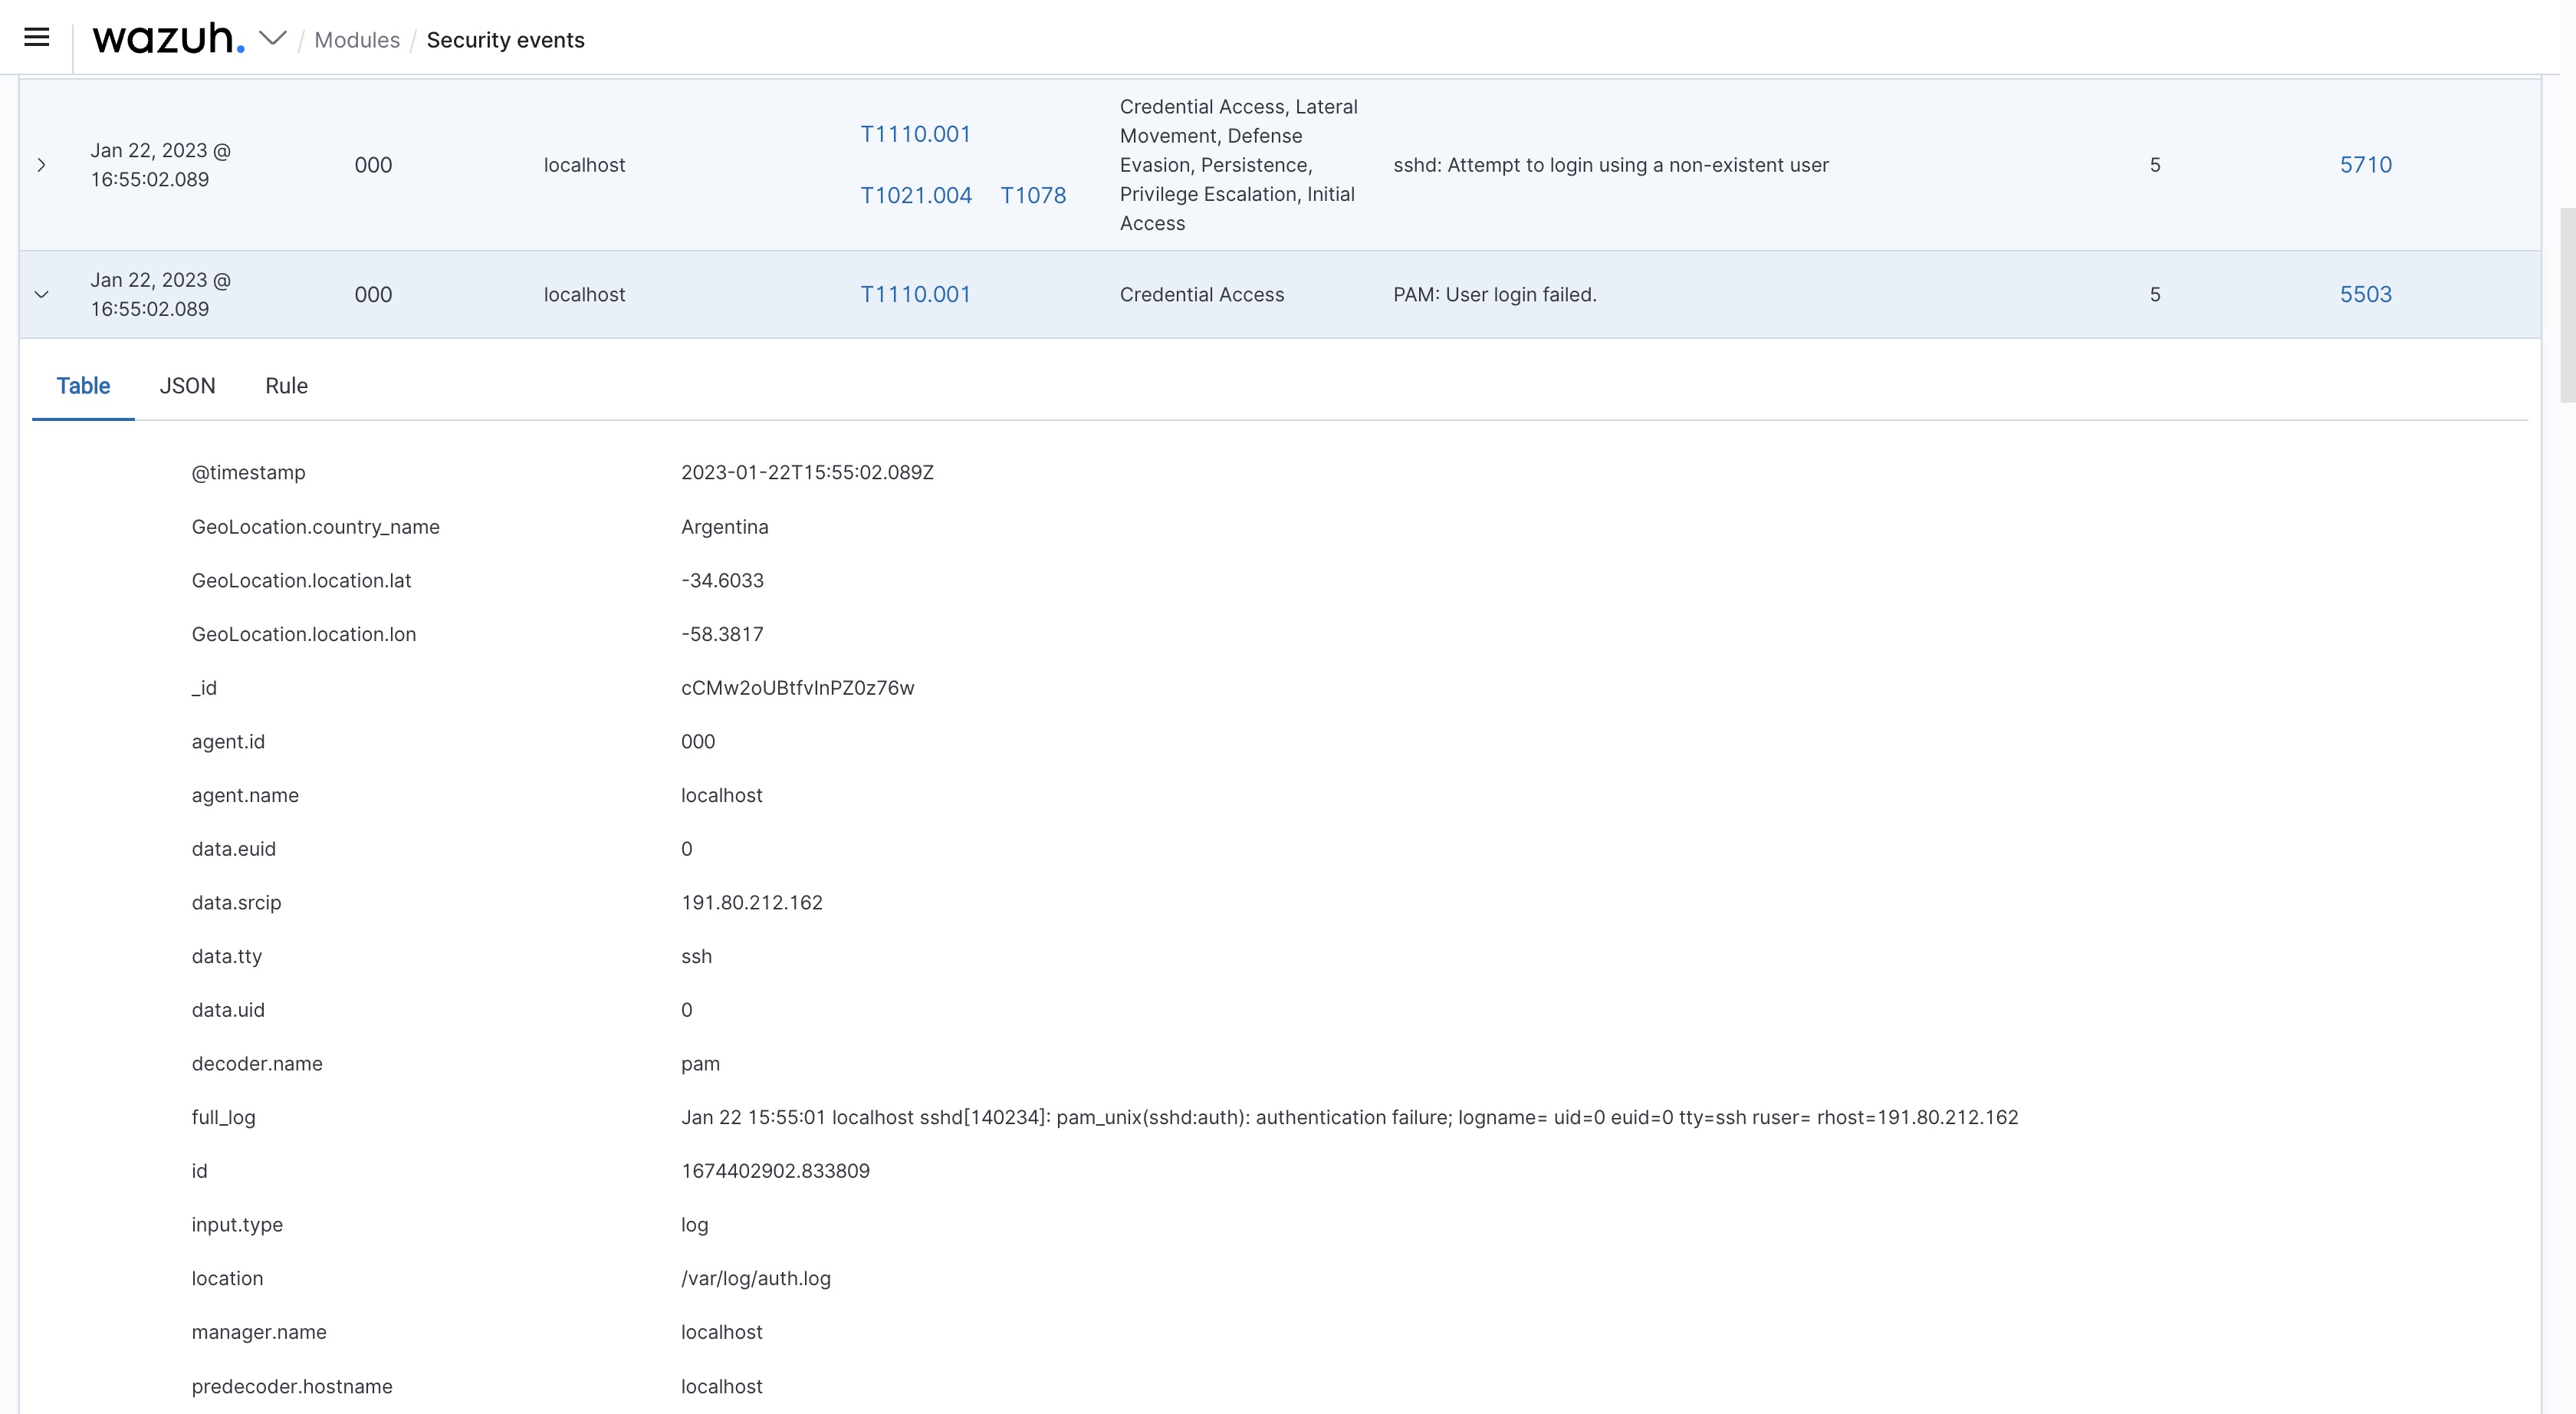 wazuh. / Modules / Security events
Jan 22, 2023 @
16:55:02.089
000
localhost
T1110.001
T1021.004 T1078
Credential Access, Lateral
Movement, Defense
Evasion, Persistence,
Privilege Escalation, Initial
Access
sshd: Attempt to login using a non-existent user
5
5710
Jan 22, 2023 @
16:55:02.089
000
localhost
T1110.001
Credential Access
PAM: User login failed.
5
5503
Table JSON Rule
@timestamp 2023-01-22T15:55:02.089Z
GeoLocation.country_name Argentina
GeoLocation.location.lat -34.6033
GeoLocation.location.lon -58.3817
_id cCMw2oUBtfvInPZ0z76w
agent.id 000
agent.name localhost
data.euid 0
data.srcip 191.80.212.162
data.tty ssh
data.uid 0
decoder.name pam
full_log Jan 22 15:55:01 localhost sshd[140234]: pam_unix(sshd:auth): authentication failure; logname= uid=0 euid=0 tty=ssh ruser= rhost=191.80.212.162
id 1674402902.833809
input.type log
location /var/log/auth.log
manager.name localhost
predecoder.hostname localhost